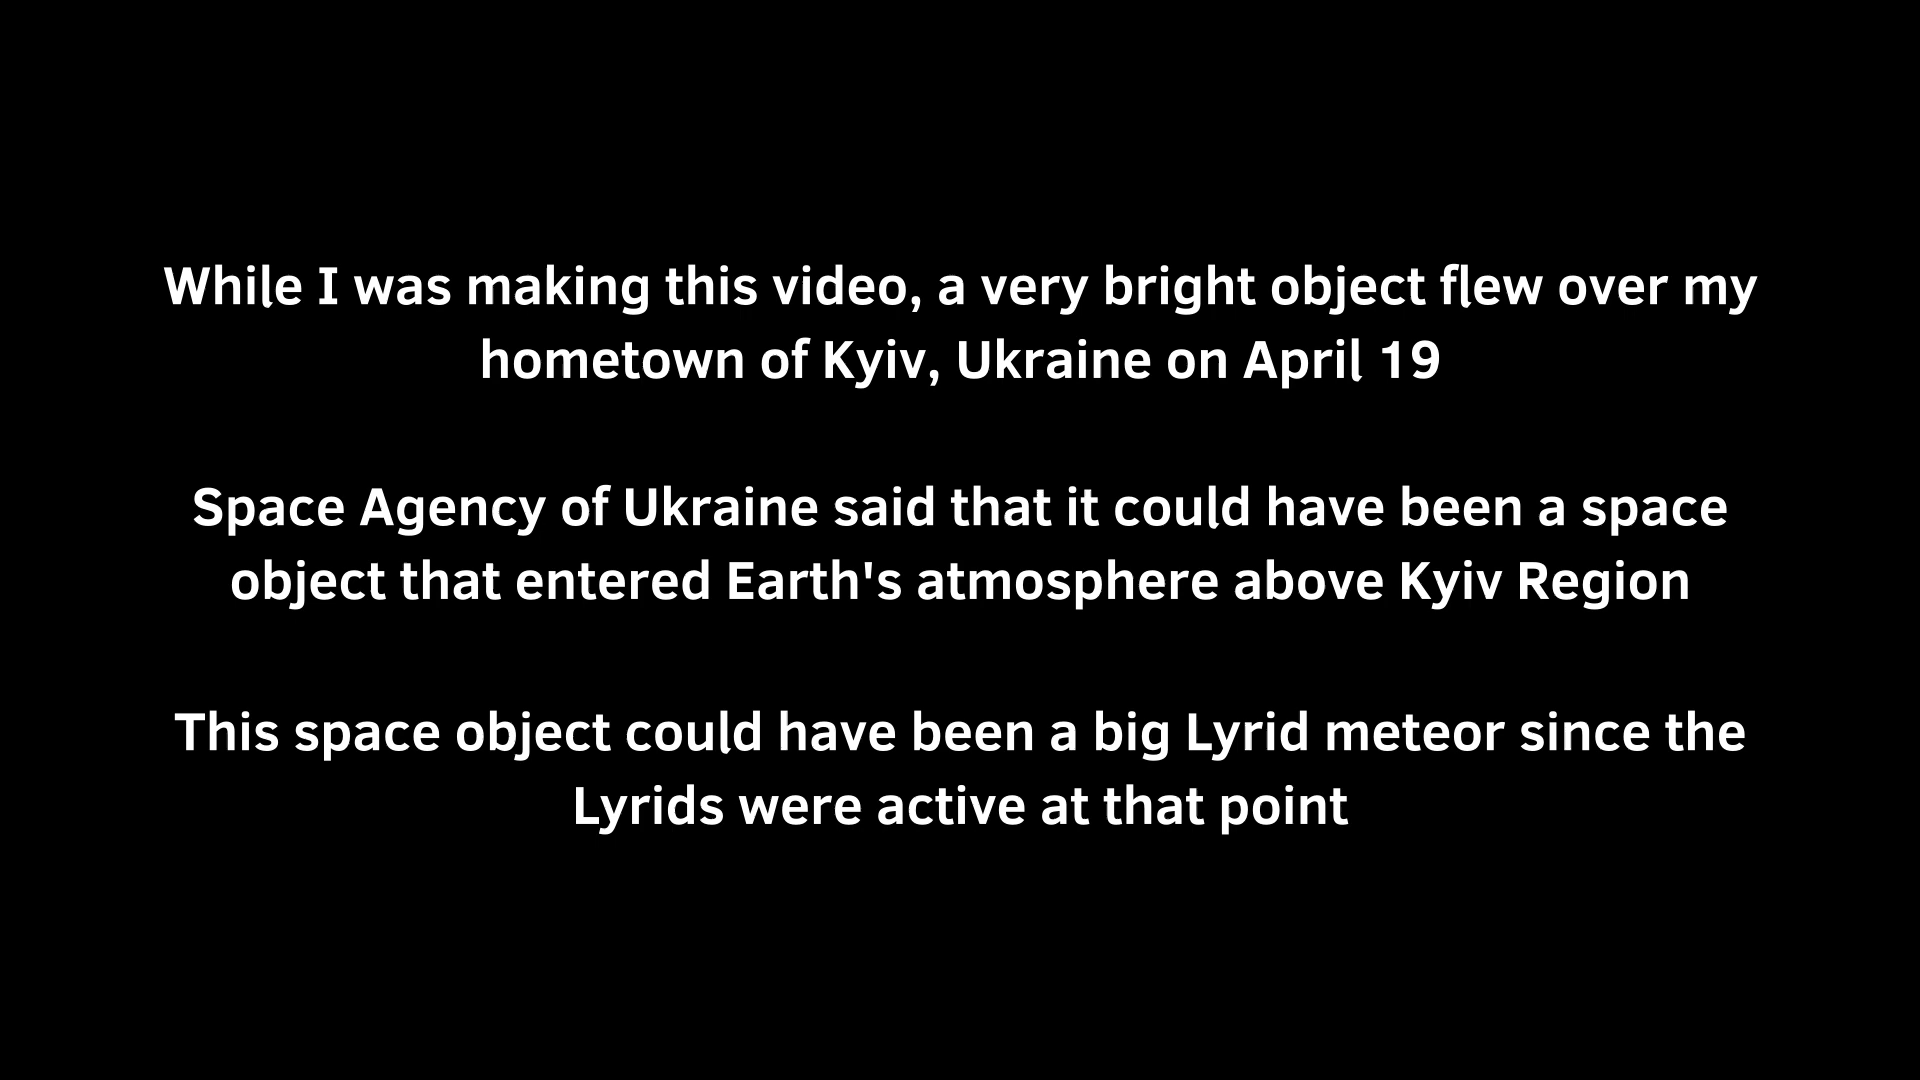 While I was making this video, a very bright object flew over my
hometown of Kyiv, Ukraine on April 19
Space Agency of Ukraine said that it could have been a space
object that entered Earth's atmosphere above Kyiv Region
This space object could have been a big Lyrid meteor since the
Lyrids were active at that point